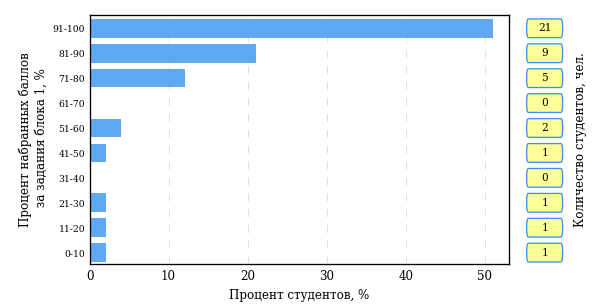 Процент набранных баллов
за задания блока 1, %
91-100 21
81-90 9
71-80 5
61-70 0
51-60 2
41-50 1
31-40 0
21-30 1
11-20 1
0-10 1
0 10 20 30 40 50
Процент студентов, %
Количество студентов, чел.